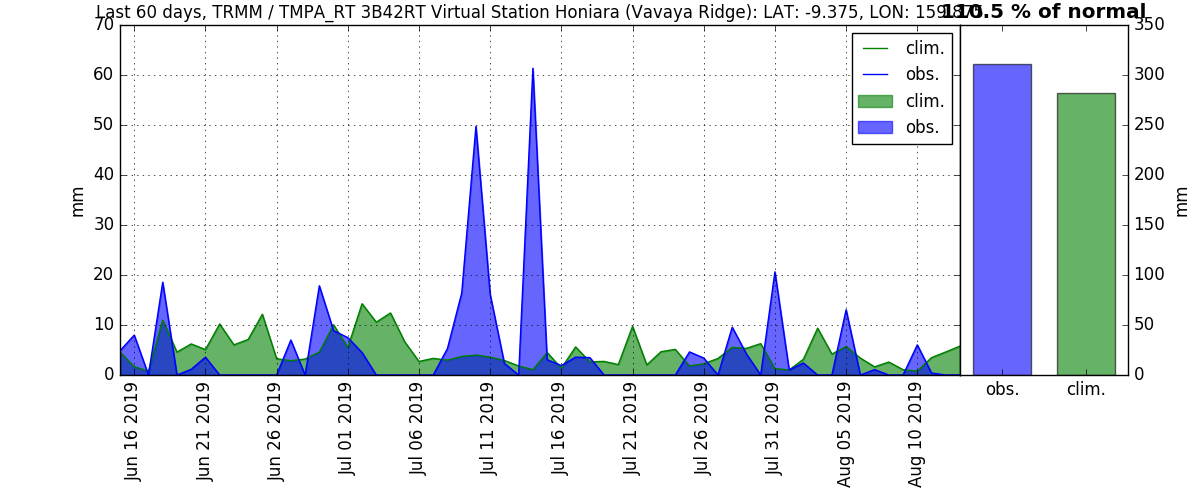 Last 60 days, TRMM / TMPA_RT 3B42RT Virtual Station Honiara (Vavaya Ridge): LAT: -9.375, LON: 159.875
110.5 % of normal
70
60
50
40
30
20
10
0
mm
clim.
obs.
clim.
obs.
Jun 16 2019
Jun 21 2019
Jun 26 2019
Jul 01 2019
Jul 06 2019
Jul 11 2019
Jul 16 2019
Jul 21 2019
Jul 26 2019
Jul 31 2019
Aug 05 2019
Aug 10 2019
350
300
250
200
150
100
50
0
mm
obs.
clim.